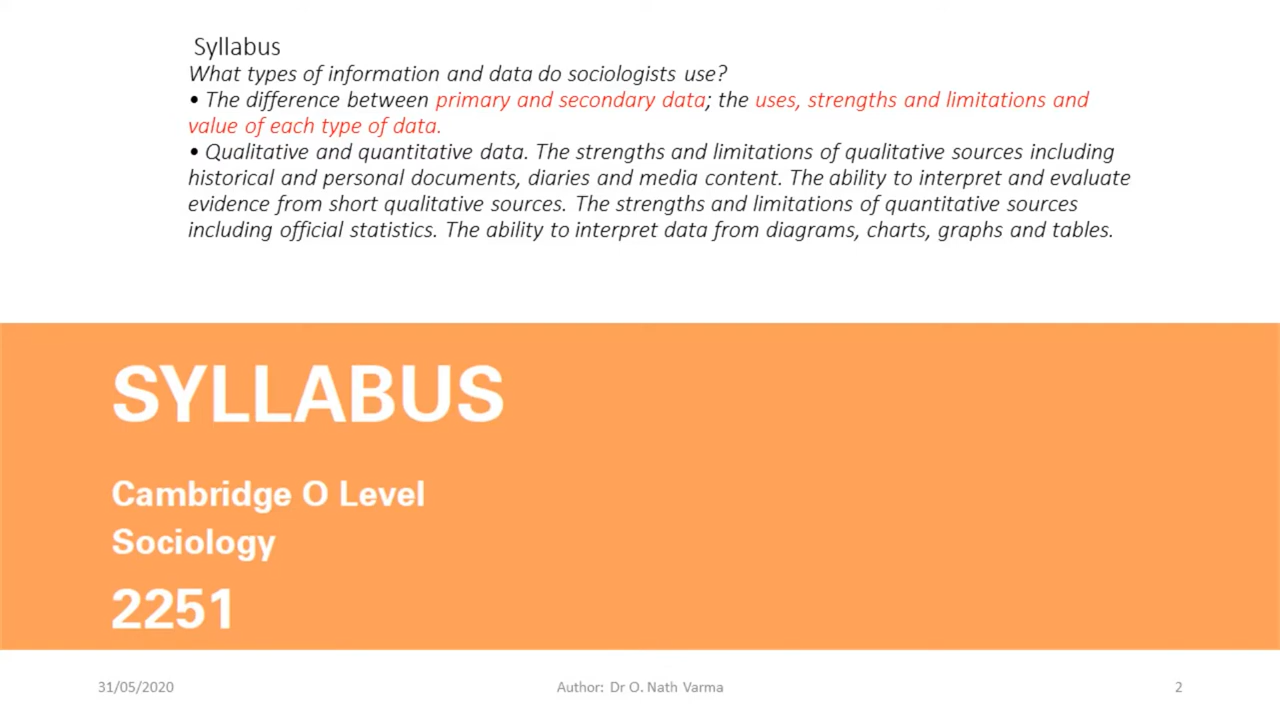 Syllabus
What types of information and data do sociologists use?
• The difference between primary and secondary data; the uses, strengths and limitations and
value of each type of data.
• Qualitative and quantitative data. The strengths and limitations of qualitative sources including
historical and personal documents, diaries and media content. The ability to interpret and evaluate
evidence from short qualitative sources. The strengths and limitations of quantitative sources
including official statistics. The ability to interpret data from diagrams, charts, graphs and tables.
SYLLABUS
Cambridge O Level
Sociology
2251
31/05/2020
Author: Dr O. Nath Varma
2